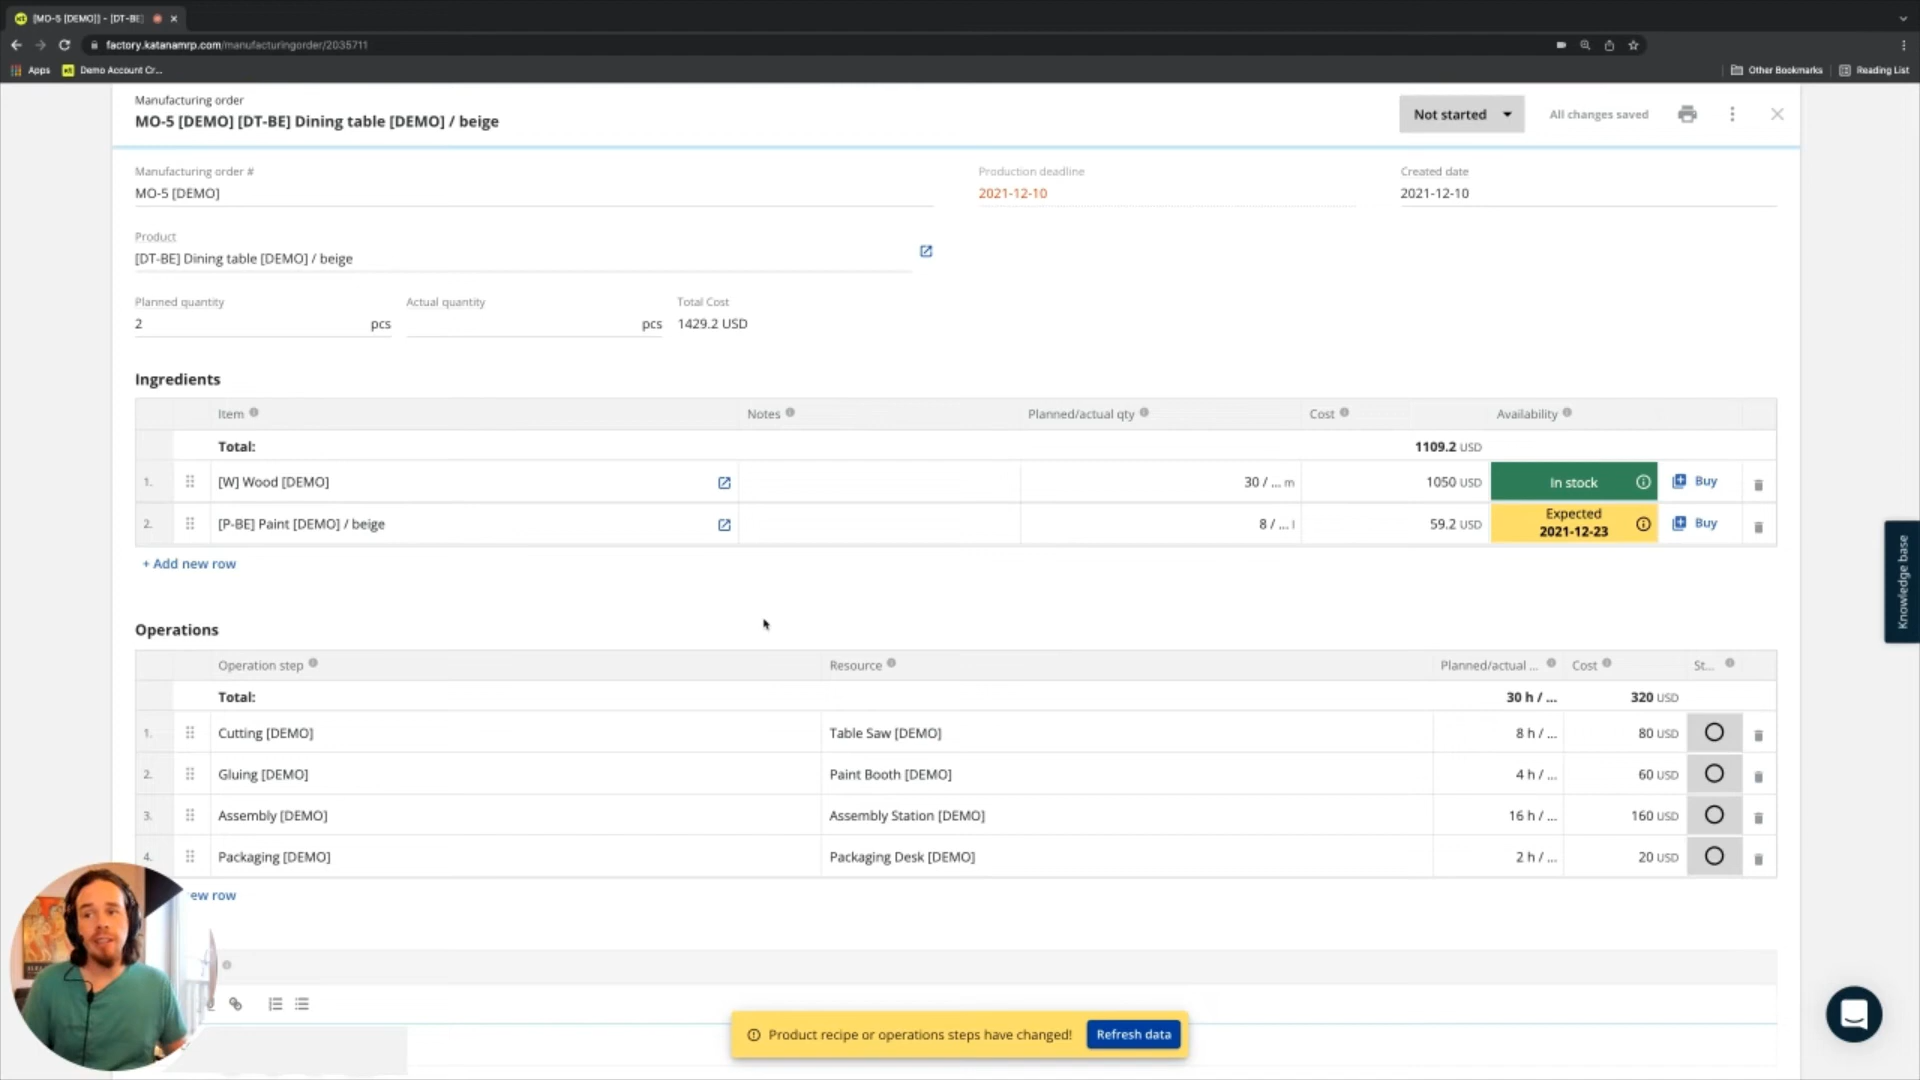 [MO-5 [DEMO]] - [DT-BE]
factory.katanamrp.com/manufacturingorder/2035711
Apps
Demo Account Cr...
Other Bookmarks
Reading List
Manufacturing order
MO-5 [DEMO] [DT-BE] Dining table [DEMO] / beige
Not started
All changes saved
Manufacturing order #
Production deadline
Created date
MO-5 [DEMO]
2021-12-10
2021-12-10
Product
[DT-BE] Dining table [DEMO] / beige
Planned quantity
Actual quantity
Total Cost
2 pcs
pcs
1429.2 USD
Ingredients
Item Notes Planned/actual qty Cost Availability
Total: 1109.2 USD
1. [W] Wood [DEMO] 30 / ... m 1050 USD In stock Buy
2. [P-BE] Paint [DEMO] / beige 8 / ... l 59.2 USD Expected 2021-12-23 Buy
+ Add new row
Knowledge base
Operations
Operation step Resource Planned/actual ... Cost St...
Total: 30 h / ... 320 USD
1. Cutting [DEMO] Table Saw [DEMO] 8 h / ... 80 USD
2. Gluing [DEMO] Paint Booth [DEMO] 4 h / ... 60 USD
3. Assembly [DEMO] Assembly Station [DEMO] 16 h / ... 160 USD
4. Packaging [DEMO] Packaging Desk [DEMO] 2 h / ... 20 USD
ew row
Product recipe or operations steps have changed!
Refresh data